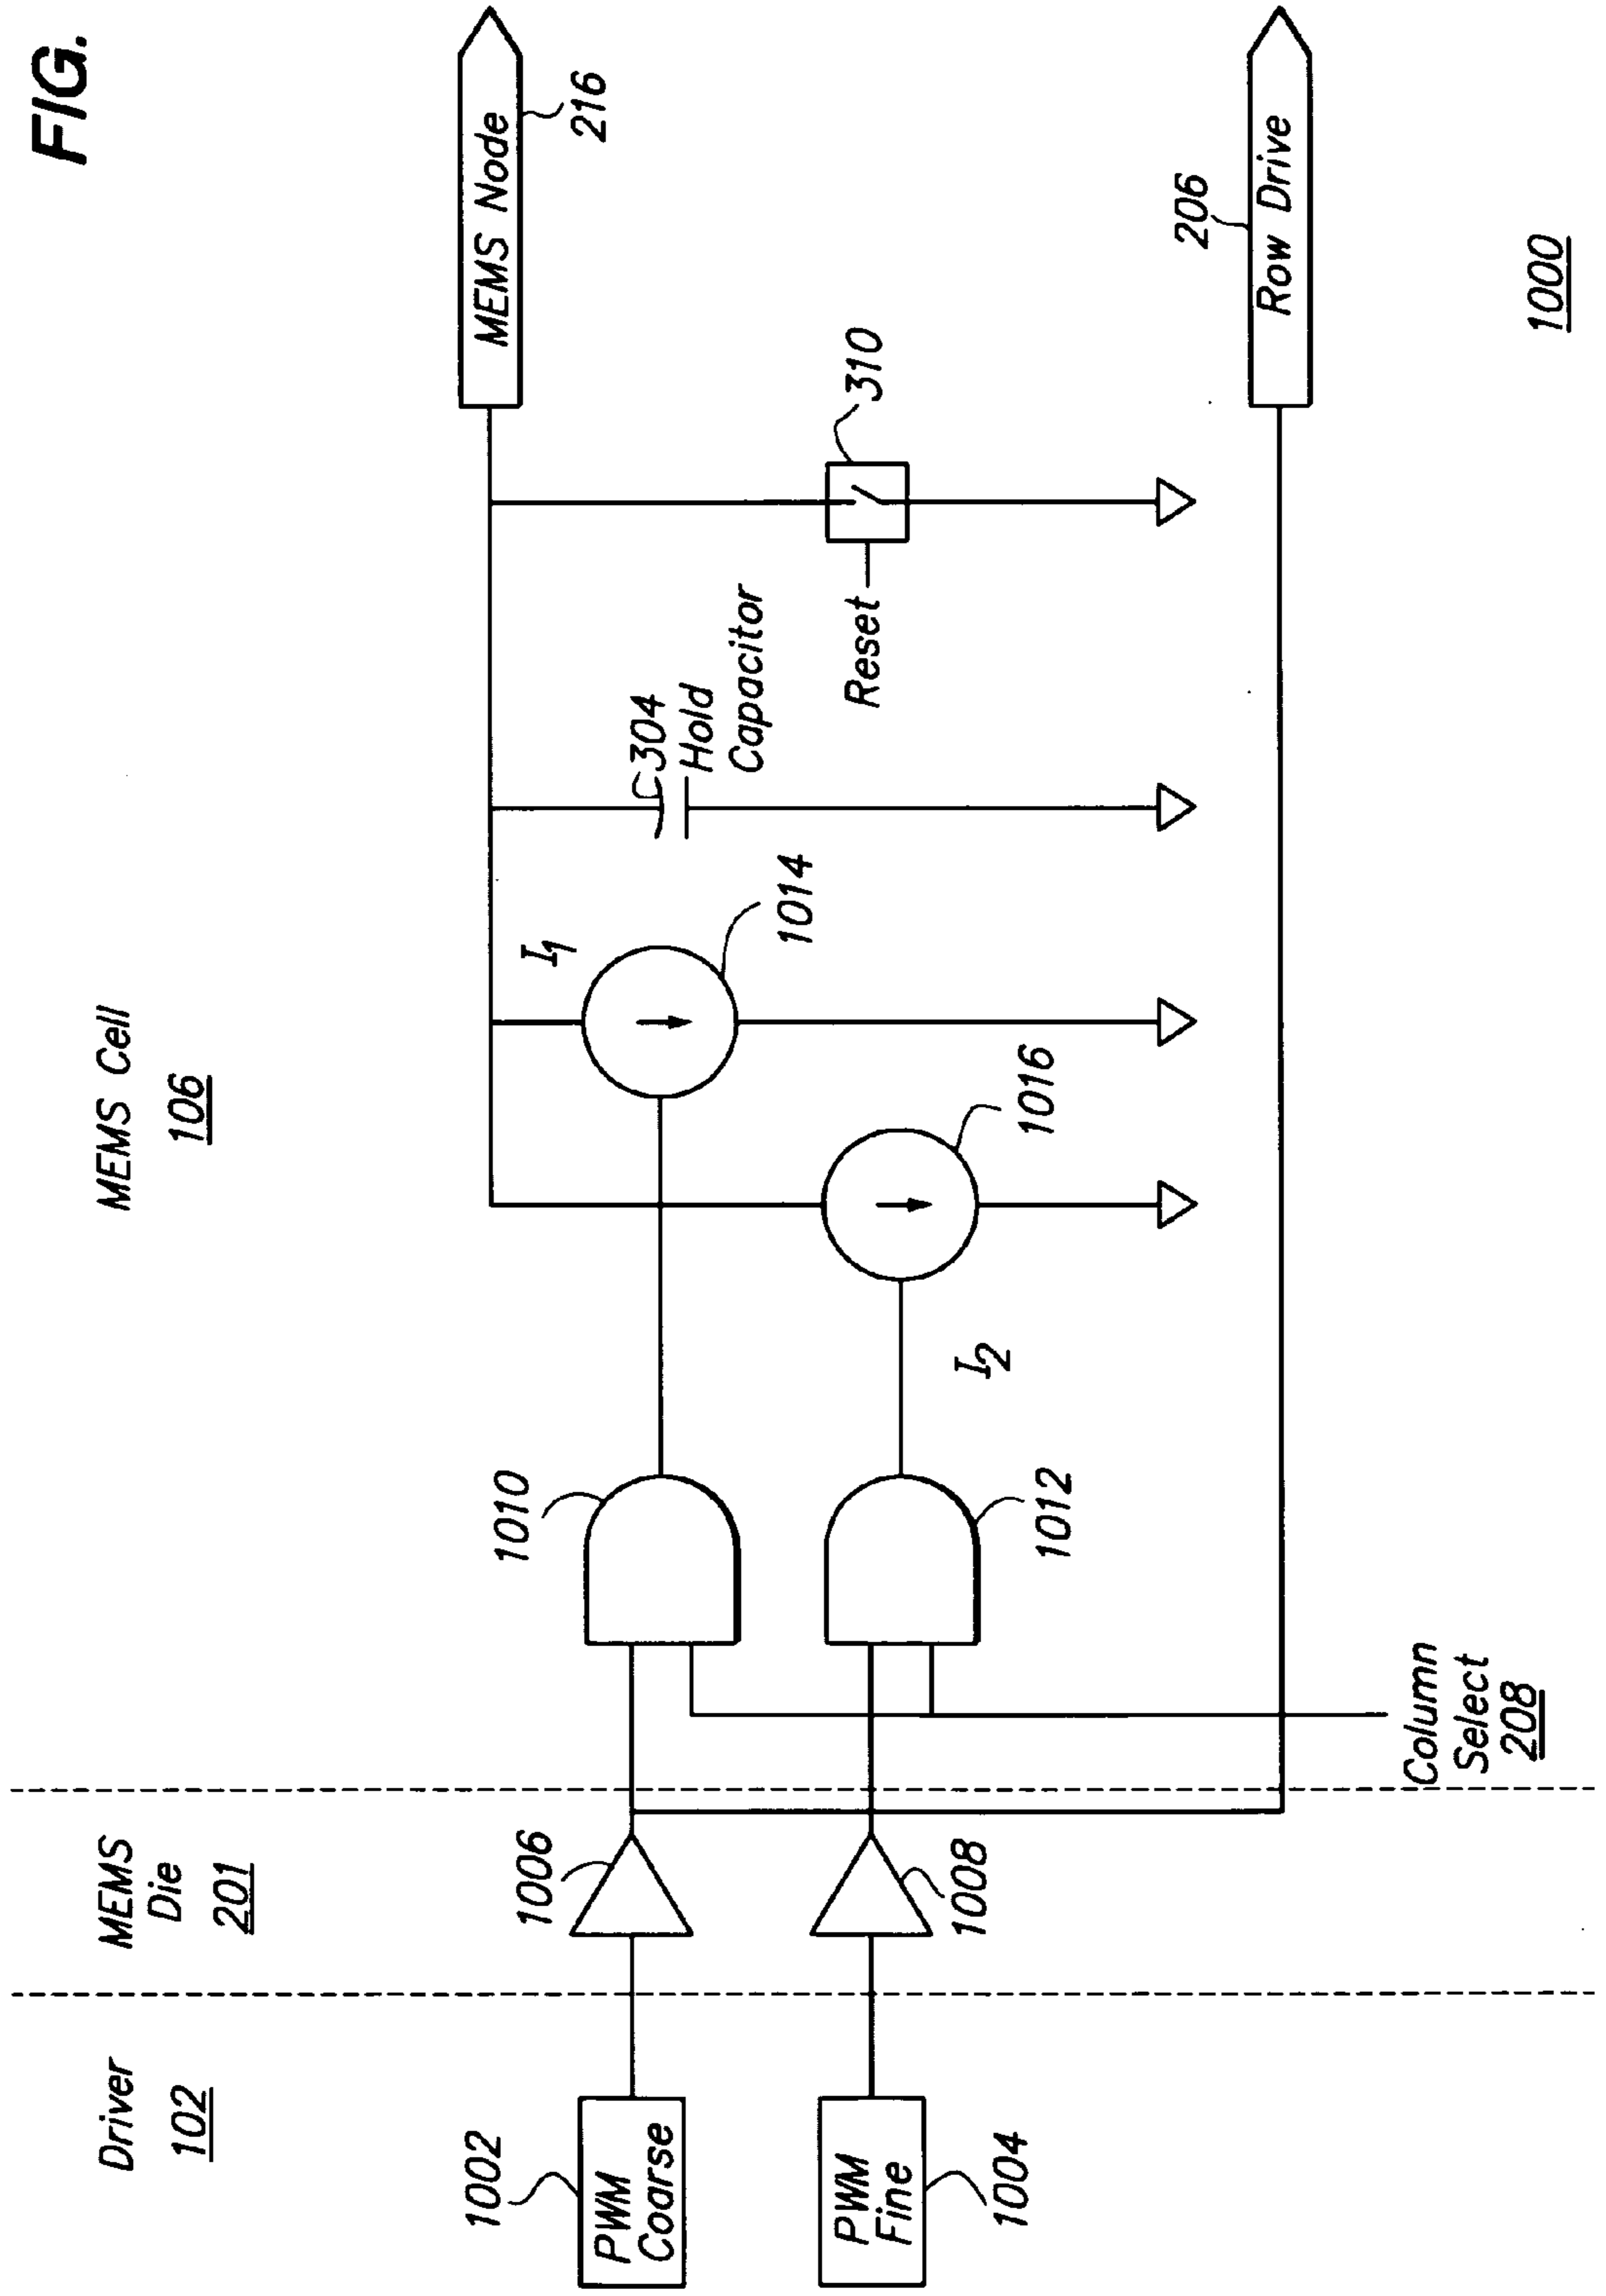 FIG.
Driver
102
MEMS
Die
201
MEMS Cell
106
1002
PWM
Coarse
PWM
Fine
1004
1006
1008
1010
1012
I1
1014
I2
1016
304
Hold
Capacitor
Reset
310
MEMS Node
216
206
Row Drive
Column
Select
208
1000